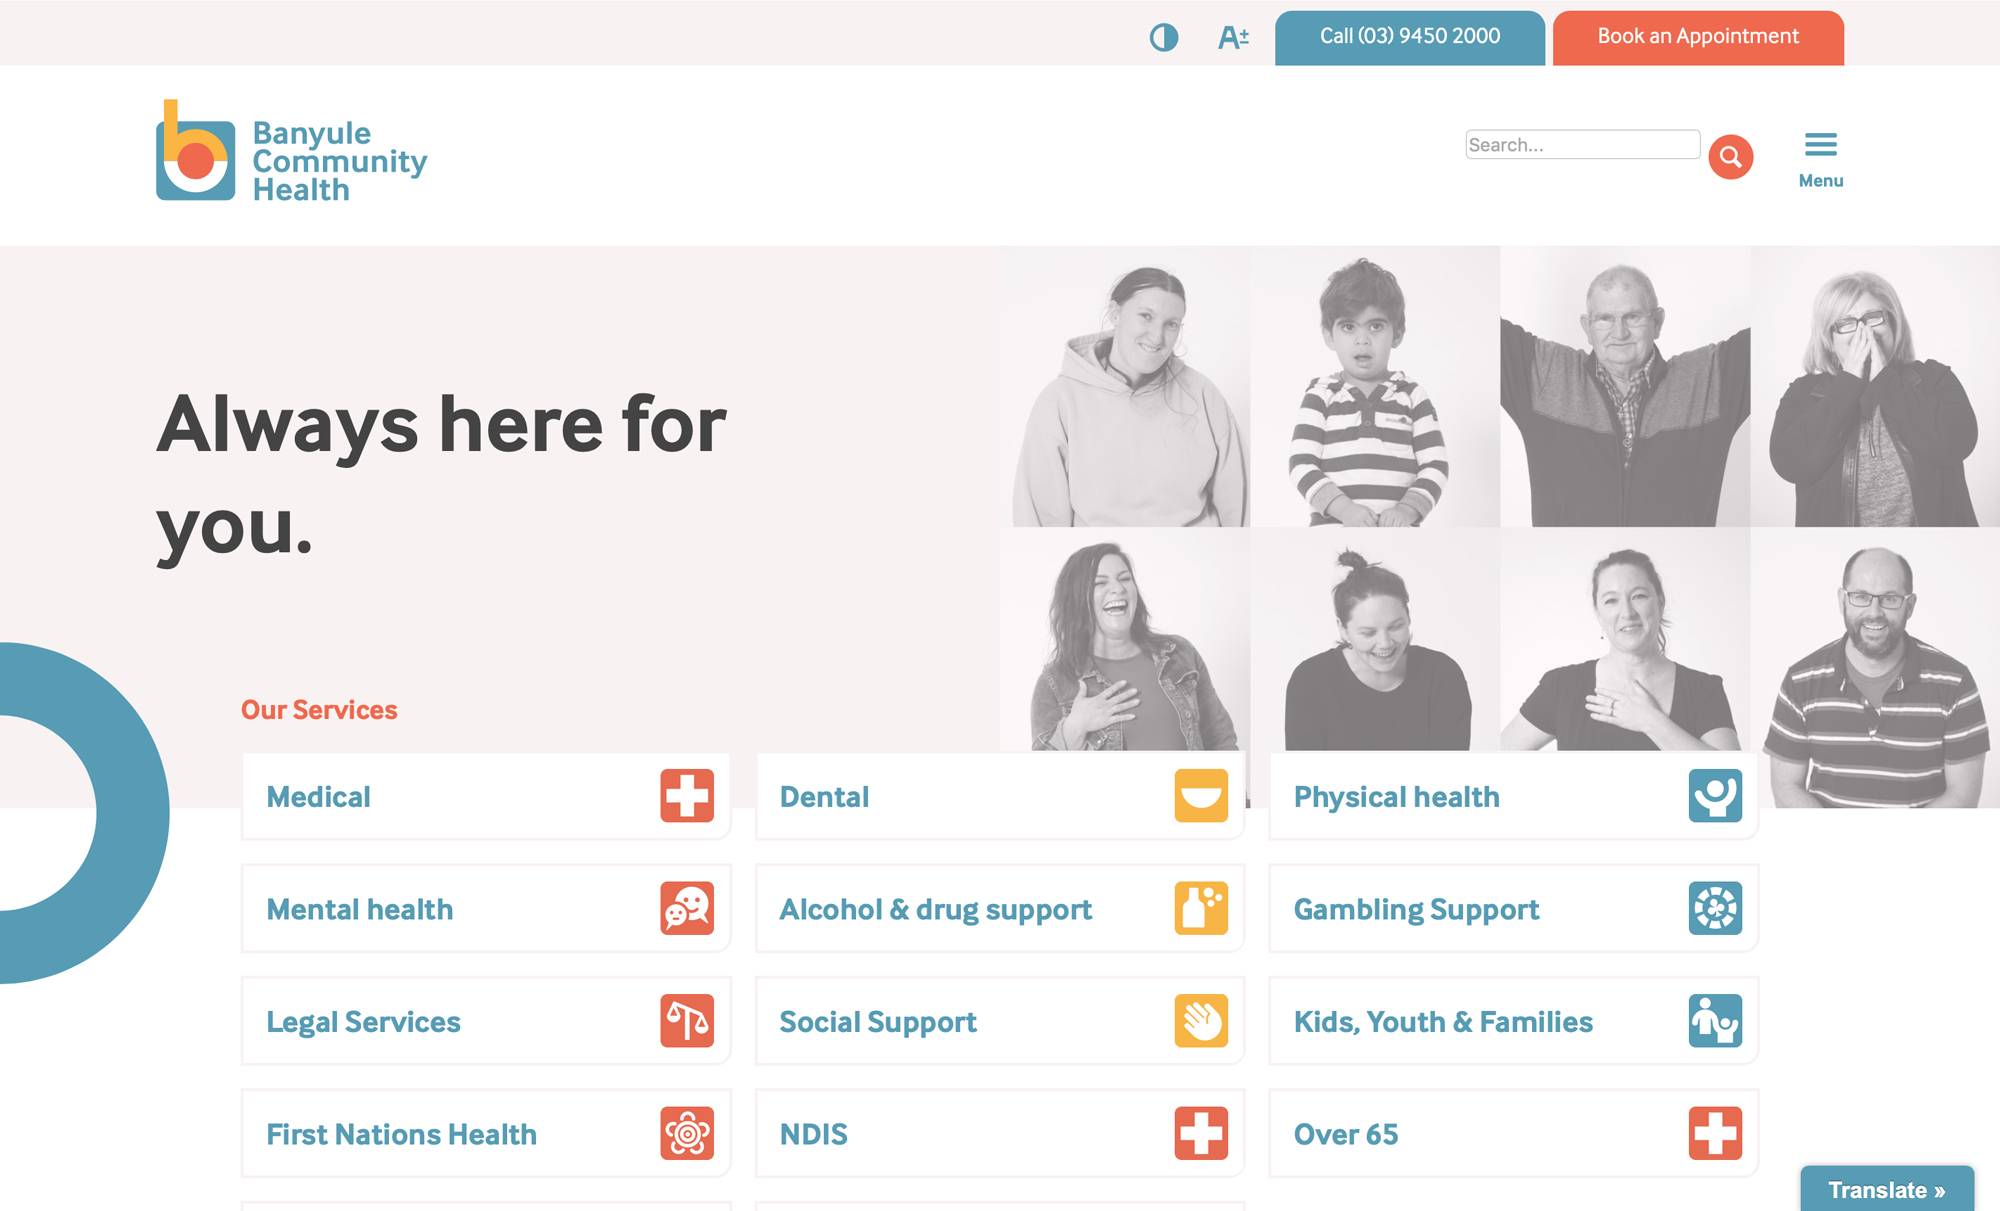 A±
Call (03) 9450 2000
Book an Appointment
Banyule
Community
Health
Search...
Menu
Always here for
you.
Our Services
Medical
Dental
Physical health
Mental health
Alcohol & drug support
Gambling Support
Legal Services
Social Support
Kids, Youth & Families
First Nations Health
NDIS
Over 65
Translate »